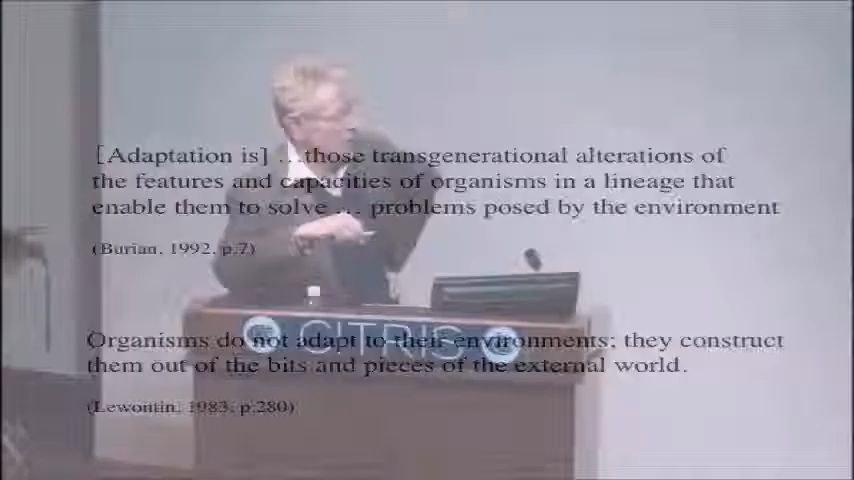 [Adaptation is] ...those transgenerational alterations of
the features and capacities of organisms in a lineage that
enable them to solve ... problems posed by the environment
(Burian, 1992, p.7)
CITRIS
Organisms do not adapt to their environments; they construct
them out of the bits and pieces of the external world.
(Lewontin, 1983, p.280)